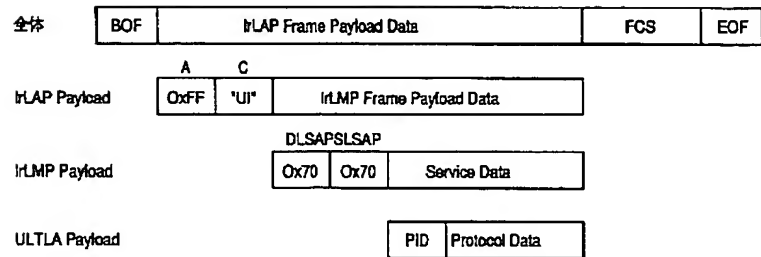 全体 BOF IrLAP Frame Payload Data FCS EOF
A C
IrLAP Payload OxFF "UI" IrLMP Frame Payload Data
DLSAPSLSAP
IrLMP Payload Ox70 Ox70 Service Data
ULTLA Payload PID Protocol Data